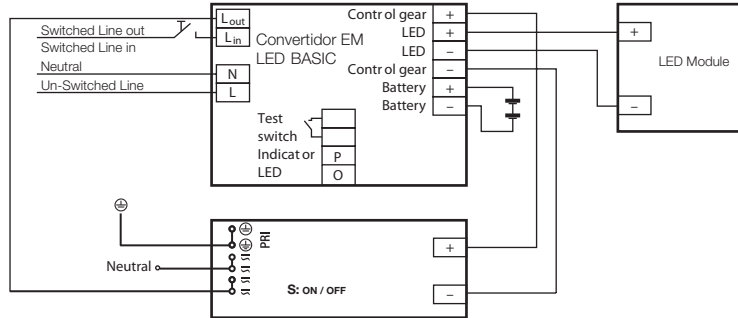 Switched Line out
Switched Line in
Neutral
Un-Switched Line
Lout
Lin
N
L
Convertidor EM
LED BASIC
Test
switch
Indicator
LED
P
O
Control gear +
LED +
LED –
Control gear –
Battery +
Battery –
+
LED Module
–
PRI
Neutral
S: ON / OFF
+
–